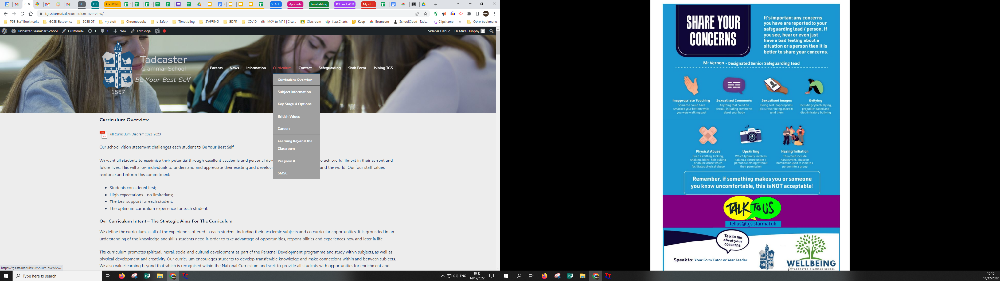 SIT
DT
OPTIONS
STAFF
Appoints
Timetabling
ICT and WEB
My stuff
tgs.starmat.uk/curriculum-overview/
TGS-Staff Bookmarks
GCSE Electronics
GCSE DT
my stuff
Chromebooks
e-Safety
Timetabling
STAFFING
GDPR
COVID
MOV to MP4 | Clou...
Classroom
ClassCharts
Keep
Bromcom
SchoolCloud - Tadc...
Clipchamp
»
Other bookmarks
Tadcaster Grammar School
Customise
1
1
New
Edit Page
Sidebar Debug
Hi, Mike Dunphy
Tadcaster
Grammar School
Be Your Best Self
1557
Parents
News
Information
Curriculum
Contact
Safeguarding
Sixth Form
Joining TGS
Curriculum Overview
Subject Information
Key Stage 4 Options
British Values
Careers
Learning Beyond the
Classroom
Progress 8
SMSC
Curriculum Overview
Full Curriculum Diagram 2022-2023
Our school vision statement challenges each student to Be Your Best Self
We want all students to maximise their potential through excellent academic and personal deve o achieve fulfilment in their current and
future lives. This will allow individuals to understand and appreciate their existing and developi and the world. Our four staff values
reinforce and inform this commitment:
Students considered first;
High expectations – no limitations;
The best support for each student;
The optimum curriculum experience for each student.
Our Curriculum Intent – The Strategic Aims For The Curriculum
We define the curriculum as all of the experiences offered to each student, including their academic subjects and co-curricular opportunities. It is grounded in an
understanding of the knowledge and skills students need in order to take advantage of opportunities, responsibilities and experiences now and later in life.
The curriculum promotes spiritual, moral, social and cultural development as part of the Personal Development programme and study within subjects, as well as
physical development and creativity. Our curriculum encourages students to develop transferable knowledge and make connections within and between subjects.
We also value learning beyond that which is recognised within the National Curriculum and seek to provide all students with opportunities for enrichment and
https://tgs.starmat.uk/curriculum-overview/
Type here to search
ENG
10:10
14/12/2022
SHARE YOUR
CONCERNS
It's important any concerns
you have are reported to your
safeguarding lead / person. If
you see, hear or even just
have a bad feeling about a
situation or a person then it is
better to share your concerns.
Mr Vernon - Designated Senior Safeguarding Lead
Inappropriate Touching
Someone could have
smacked your bottom while
you were walking past
Sexualised Comments
Anything that could be
sexual, including comments
about your body
Sexualised Images
Being sent inappropriate
pictures or being asked to
send them
Bullying
Including cyberbullying,
prejudice-based and
discriminatory bullying
Physical Abuse
Such as hitting, kicking,
shaking, biting, hair pulling
or online abuse which
facilitates physical abuse
Upskirting
Which typically involves
taking a picture under a
person's clothing without
their permission
Hazing/Initiation
This could include
harassment, abuse or
humiliation used to initiate a
person into a group
Remember, if something makes you or someone
you know uncomfortable, this is NOT acceptable!
TALK TO US
tellus@tgs.starmat.uk
Talk to me
about your
concerns
Speak to: Your Form Tutor or Year Leader
WELLBEING
@ TADCASTER GRAMMAR SCHOOL
10:10
14/12/2022